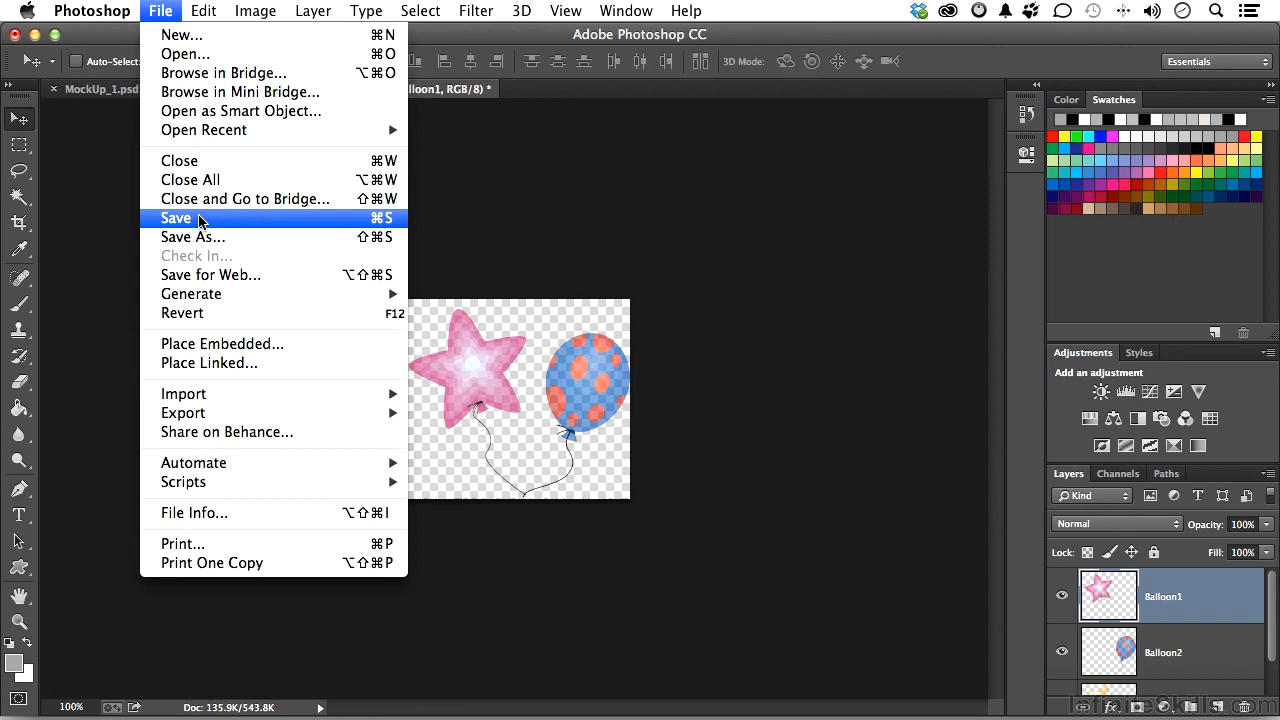 Photoshop File Edit Image Layer Type Select Filter 3D View Window Help
Adobe Photoshop CC
Auto-Select:
3D Mode:
Essentials
MockUp_1.psd
lloon1, RGB/8) *
New... ⌘N
Open... ⌘O
Browse in Bridge... ⌥⌘O
Browse in Mini Bridge...
Open as Smart Object...
Open Recent
Close ⌘W
Close All ⌥⌘W
Close and Go to Bridge... ⇧⌘W
Save ⌘S
Save As... ⇧⌘S
Check In...
Save for Web... ⌥⇧⌘S
Generate
Revert F12
Place Embedded...
Place Linked...
Import
Export
Share on Behance...
Automate
Scripts
File Info... ⌥⇧⌘I
Print... ⌘P
Print One Copy ⌥⇧⌘P
Color Swatches
Adjustments Styles
Add an adjustment
Layers Channels Paths
Kind
Normal Opacity: 100%
Lock: Fill: 100%
Balloon1
Balloon2
100% Doc: 135.9K/543.8K
InfiniteSkills.com